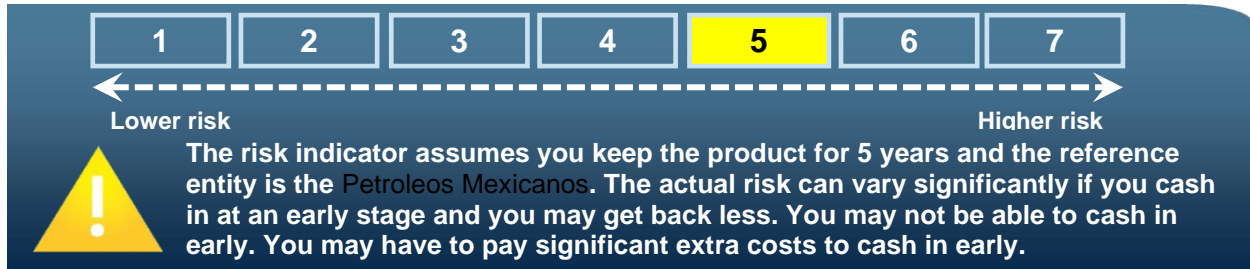 1 2 3 4 5 6 7
Lower risk Higher risk
The risk indicator assumes you keep the product for 5 years and the reference
entity is the Petroleos Mexicanos. The actual risk can vary significantly if you cash
in at an early stage and you may get back less. You may not be able to cash in
early. You may have to pay significant extra costs to cash in early.